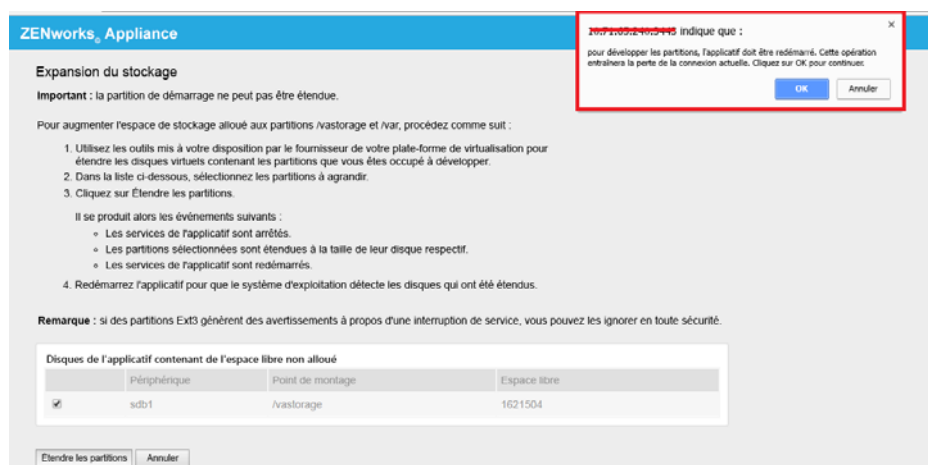 ZENworks® Appliance
indique que :
pour développer les partitions, l'applicatif doit être redémarré. Cette opération
entraînera la perte de la connexion actuelle. Cliquez sur OK pour continuer.
OK Annuler
Expansion du stockage
Important : la partition de démarrage ne peut pas être étendue.
Pour augmenter l'espace de stockage alloué aux partitions /vastorage et /var, procédez comme suit :
1. Utilisez les outils mis à votre disposition par le fournisseur de votre plate-forme de virtualisation pour
étendre les disques virtuels contenant les partitions que vous êtes occupé à développer.
2. Dans la liste ci-dessous, sélectionnez les partitions à agrandir.
3. Cliquez sur Étendre les partitions.
Il se produit alors les événements suivants :
Les services de l'applicatif sont arrêtés.
Les partitions sélectionnées sont étendues à la taille de leur disque respectif.
Les services de l'applicatif sont redémarrés.
4. Redémarrez l'applicatif pour que le système d'exploitation détecte les disques qui ont été étendus.
Remarque : si des partitions Ext3 génèrent des avertissements à propos d'une interruption de service, vous pouvez les ignorer en toute sécurité.
Disques de l'applicatif contenant de l'espace libre non alloué
Périphérique Point de montage Espace libre
sdb1 /vastorage 1621504
Étendre les partitions Annuler